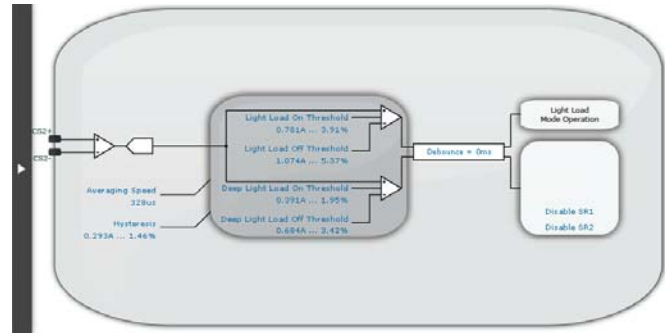 CS2+
CS2-
Averaging Speed
328us
Hysteresis
0.293A ... 1.46%
Light Load On Threshold
0.781A ... 3.91%
Light Load Off Threshold
1.074A ... 5.37%
Deep Light Load On Threshold
0.391A ... 1.95%
Deep Light Load Off Threshold
0.684A ... 3.42%
Debounce = 0ms
Light Load
Mode Operation
Disable SR1
Disable SR2